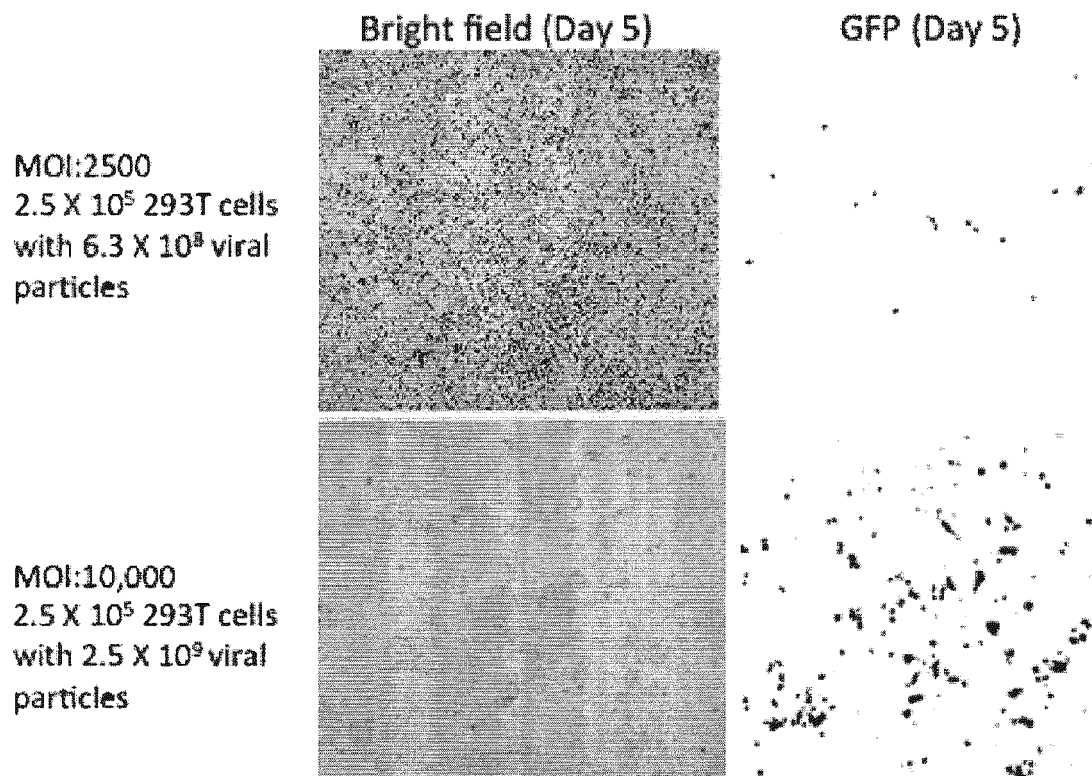 Bright field (Day 5)
GFP (Day 5)
MOI:2500
2.5 X 10⁵ 293T cells
with 6.3 X 10⁸ viral
particles
MOI:10,000
2.5 X 10⁵ 293T cells
with 2.5 X 10⁹ viral
particles